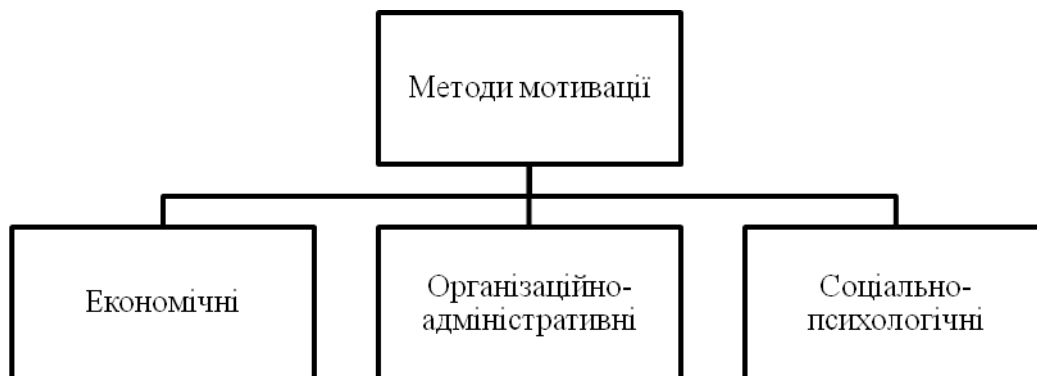 Методи мотивації
Економічні
Організаційно-
адміністративні
Соціально-
психологічні